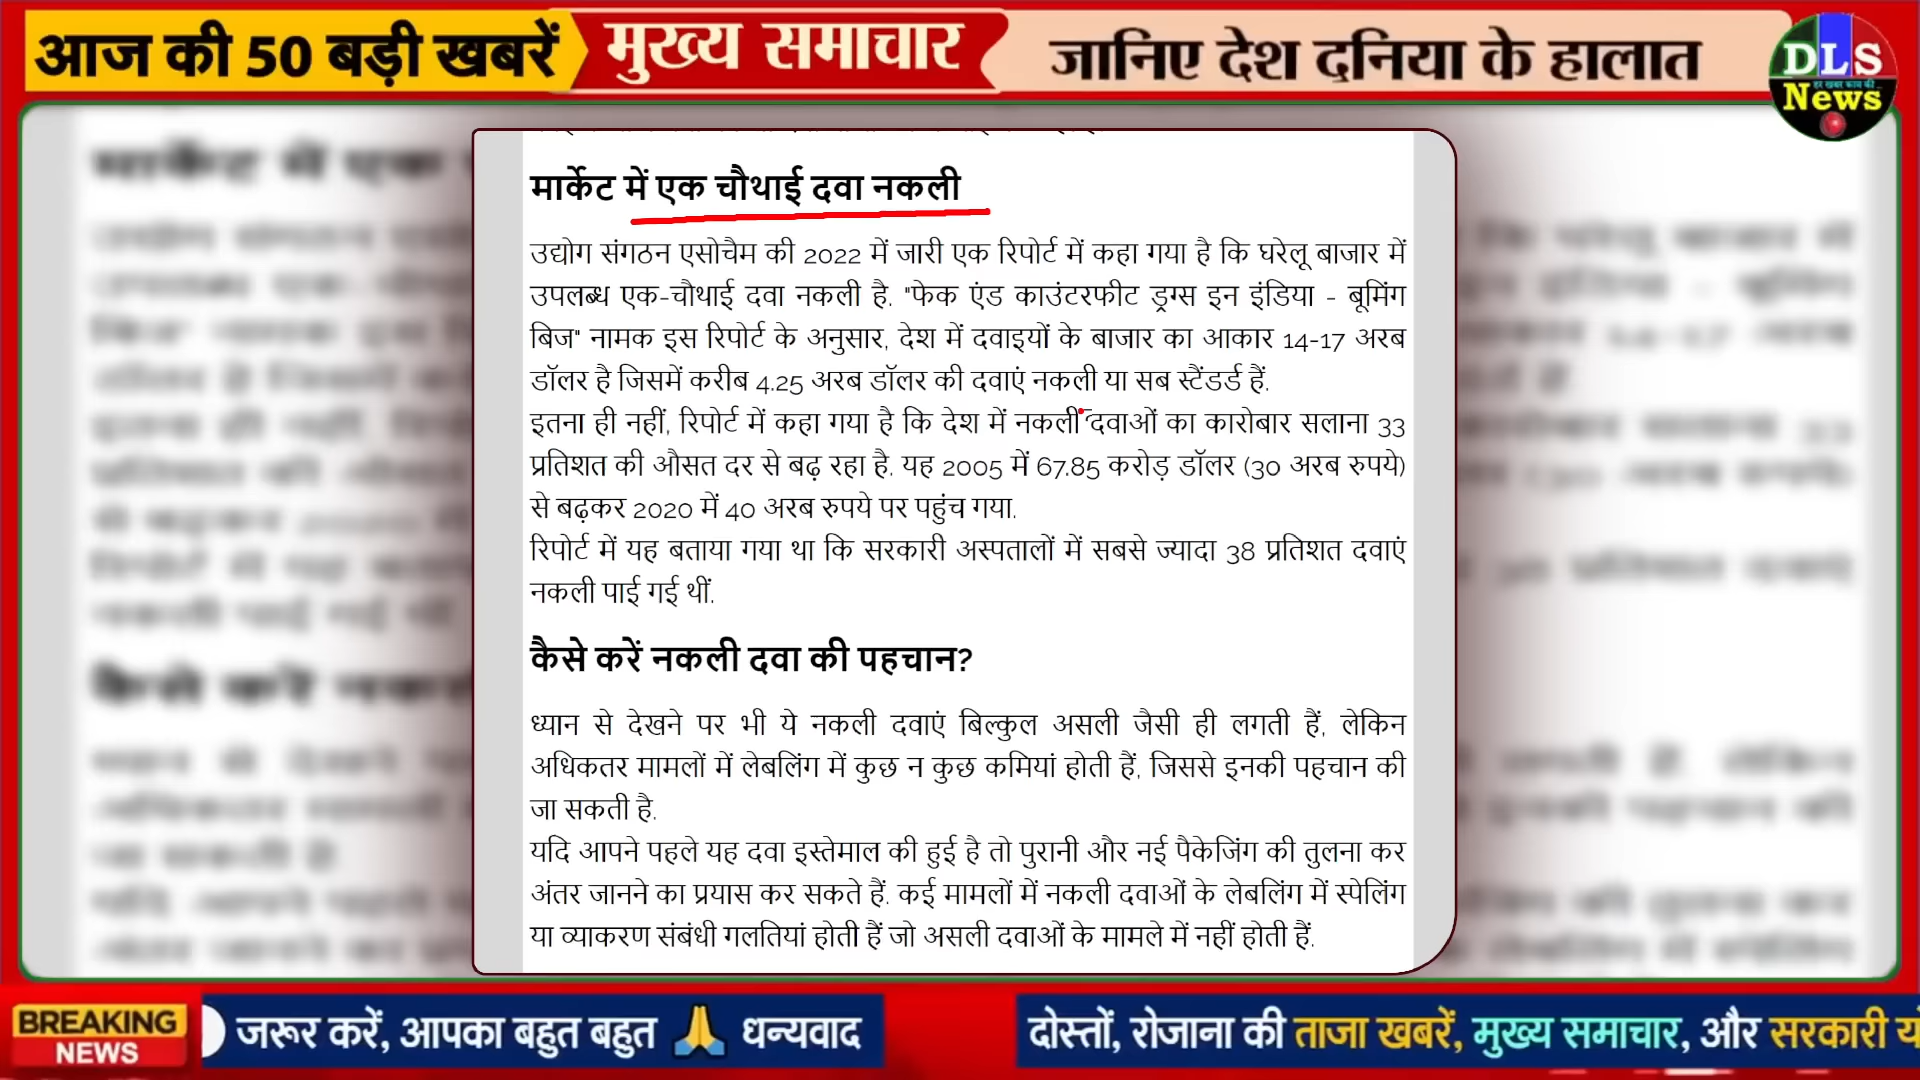 आज की 50 बड़ी खबरें
मुख्य समाचार
जानिए देश दुनिया के हालात
DLS
News
मार्केट में एक चौथाई दवा नकली
उद्योग संगठन एसोचैम की 2022 में जारी एक रिपोर्ट में कहा गया है कि घरेलू बाजार में
उपलब्ध एक-चौथाई दवा नकली है. "फेक एंड काउंटरफीट ड्रग्स इन इंडिया - बूमिंग
बिज" नामक इस रिपोर्ट के अनुसार, देश में दवाइयों के बाजार का आकार 14-17 अरब
डॉलर है जिसमें करीब 4.25 अरब डॉलर की दवाएं नकली या सब स्टैंडर्ड हैं.
इतना ही नहीं, रिपोर्ट में कहा गया है कि देश में नकली दवाओं का कारोबार सलाना 33
प्रतिशत की औसत दर से बढ़ रहा है. यह 2005 में 67.85 करोड़ डॉलर (30 अरब रुपये)
से बढ़कर 2020 में 40 अरब रुपये पर पहुंच गया.
रिपोर्ट में यह बताया गया था कि सरकारी अस्पतालों में सबसे ज्यादा 38 प्रतिशत दवाएं
नकली पाई गई थीं.
कैसे करें नकली दवा की पहचान?
ध्यान से देखने पर भी ये नकली दवाएं बिल्कुल असली जैसी ही लगती हैं, लेकिन
अधिकतर मामलों में लेबलिंग में कुछ न कुछ कमियां होती हैं, जिससे इनकी पहचान की
जा सकती है.
यदि आपने पहले यह दवा इस्तेमाल की हुई है तो पुरानी और नई पैकेजिंग की तुलना कर
अंतर जानने का प्रयास कर सकते हैं. कई मामलों में नकली दवाओं के लेबलिंग में स्पेलिंग
या व्याकरण संबंधी गलतियां होती हैं जो असली दवाओं के मामले में नहीं होती हैं.
BREAKING
NEWS
जरूर करें, आपका बहुत बहुत 🙏 धन्यवाद
दोस्तों, रोजाना की ताजा खबरें, मुख्य समाचार, और सरकारी